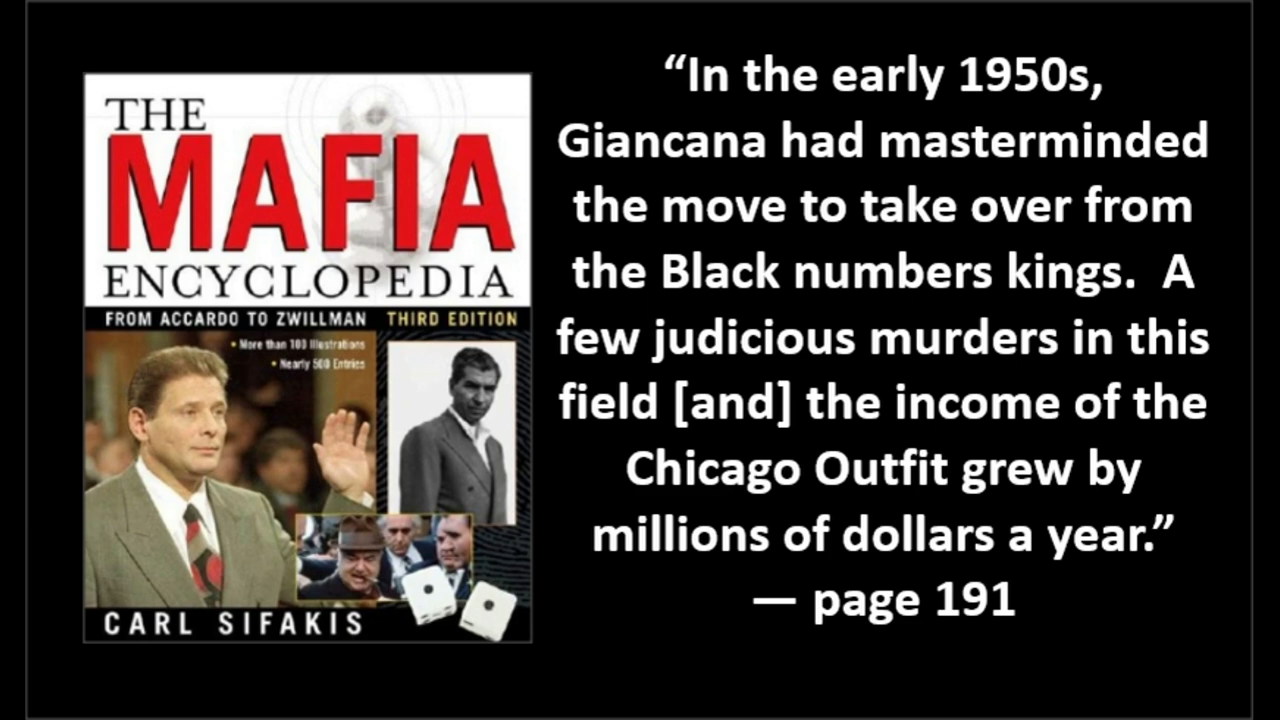 THE
MAFIA
ENCYCLOPEDIA
FROM ACCARDO TO ZWILLMAN THIRD EDITION
• More than 100 Illustrations
• Nearly 500 Entries
CARL SIFAKIS
“In the early 1950s,
Giancana had masterminded
the move to take over from
the Black numbers kings.  A
few judicious murders in this
field [and] the income of the
Chicago Outfit grew by
millions of dollars a year.”
— page 191